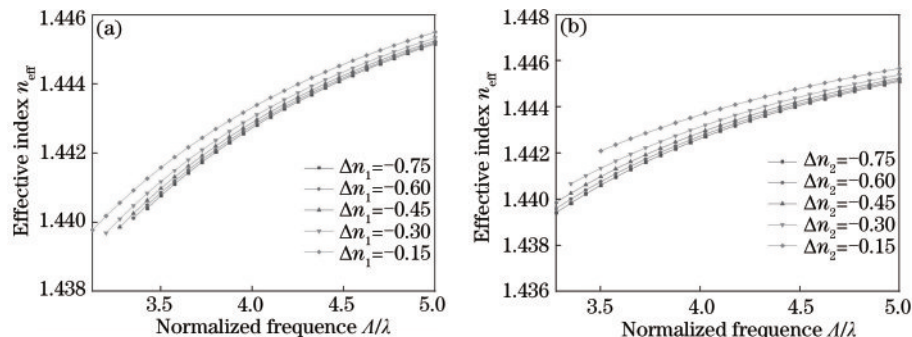 (a)
Effective index n_eff
1.446
1.444
1.442
1.440
1.438
Δn₁=−0.75
Δn₁=−0.60
Δn₁=−0.45
Δn₁=−0.30
Δn₁=−0.15
3.5
4.0
4.5
5.0
Normalized frequence Λ/λ
(b)
Effective index n_eff
1.448
1.446
1.444
1.442
1.440
1.438
1.436
Δn₂=−0.75
Δn₂=−0.60
Δn₂=−0.45
Δn₂=−0.30
Δn₂=−0.15
3.5
4.0
4.5
5.0
Normalized frequence Λ/λ